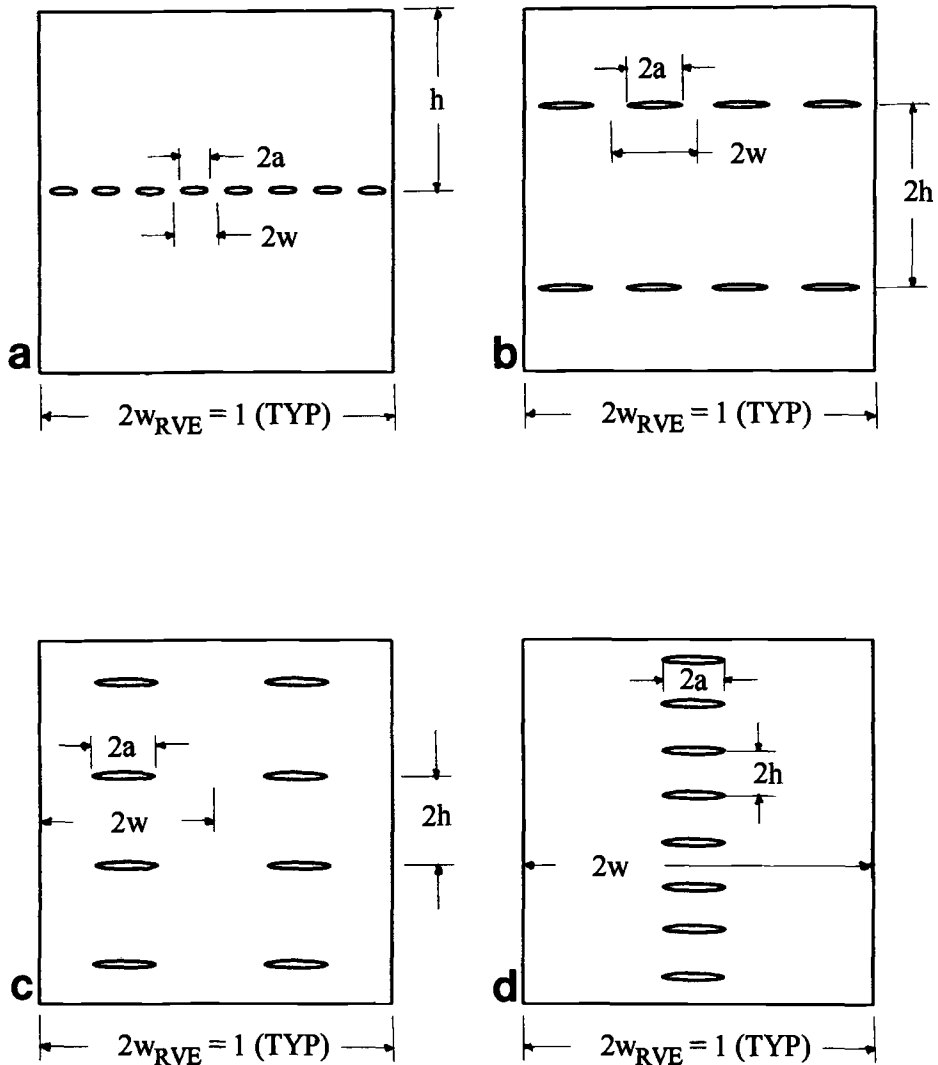 h
2a
2w
a
2w_RVE = 1 (TYP)
2a
2w
2h
b
2w_RVE = 1 (TYP)
2a
2w
2h
c
2w_RVE = 1 (TYP)
2a
2h
2w
d
2w_RVE = 1 (TYP)